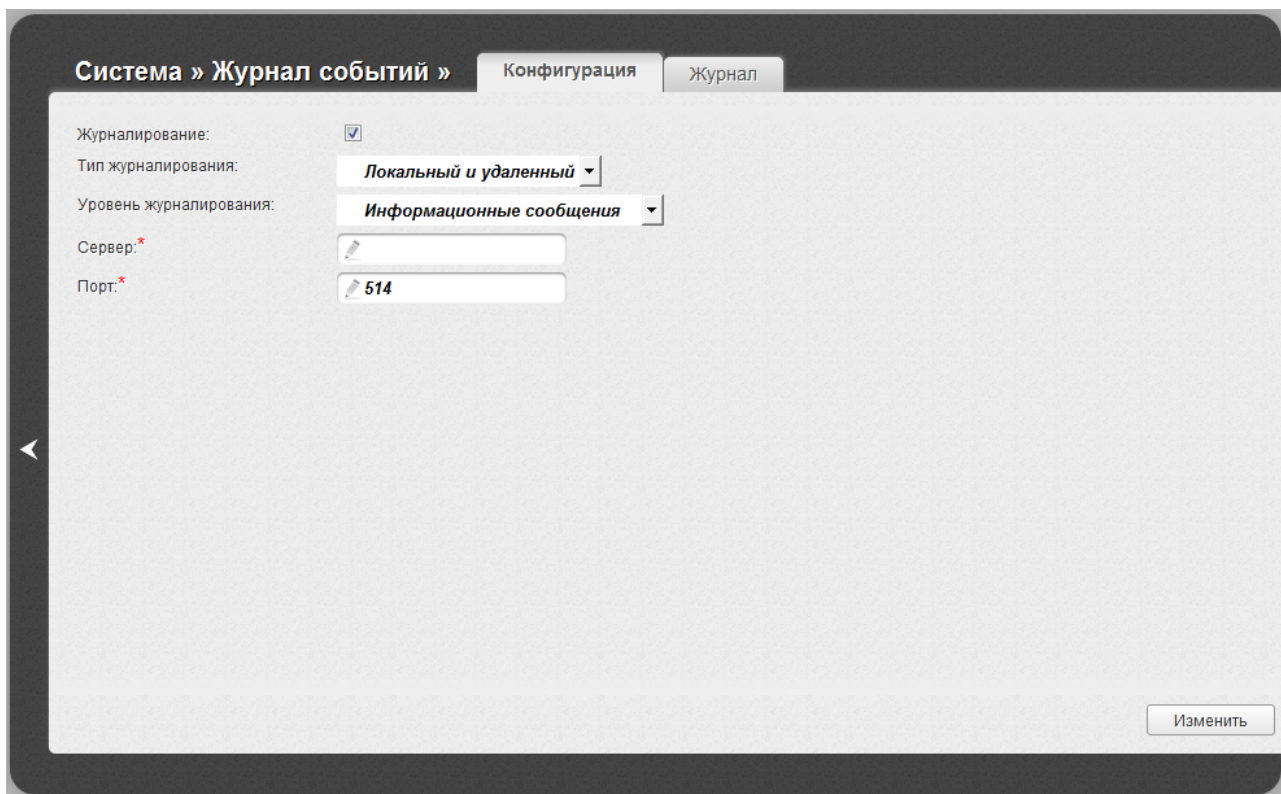 Система » Журнал событий » Конфигурация Журнал
Журналирование:
Тип журналирования: Локальный и удаленный
Уровень журналирования: Информационные сообщения
Сервер:*
Порт:* 514
Изменить